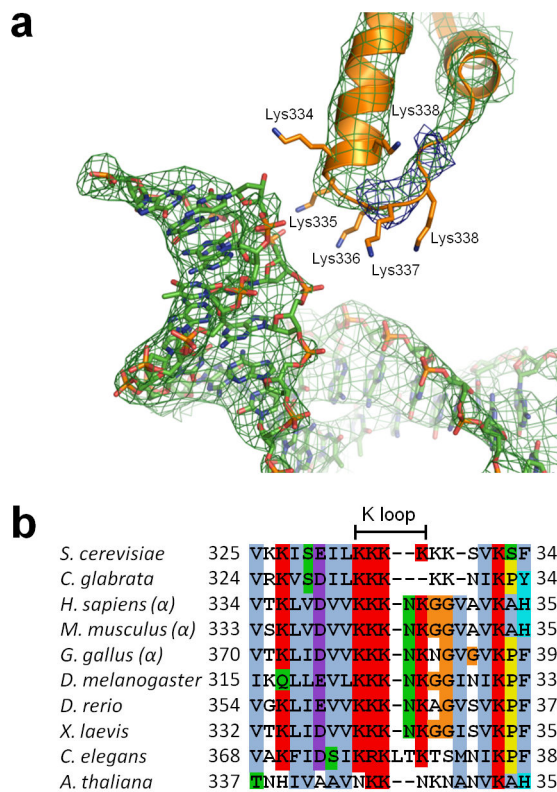 a
Lys334
Lys338
Lys335
Lys336
Lys337
Lys338
b
K loop
S. cerevisiae 325 VKKISEILKKK--KKK-SVKSF 34
C. glabrata 324 VRKVSDILKKK---KK-NIKPY 34
H. sapiens (α) 334 VTKLVDVVKKK-NKGGVAVKAH 35
M. musculus (α) 333 VSKLVDVVKKK-NKGGVAVKAH 35
G. gallus (α) 370 VTKLIDVVKKK-NKNGVGVKPF 39
D. melanogaster 315 IKQLLEVLKKK-NKGGINIKPF 33
D. rerio 354 VGKLIEVVKKK-NKAGVSVKPF 37
X. laevis 332 VTKLIDVVKKK-NKGGISVKPF 35
C. elegans 368 VAKFIDSIKRKLTKTSMNIKPF 38
A. thaliana 337 TNHIVAAVNKK--NKNANVKAH 35